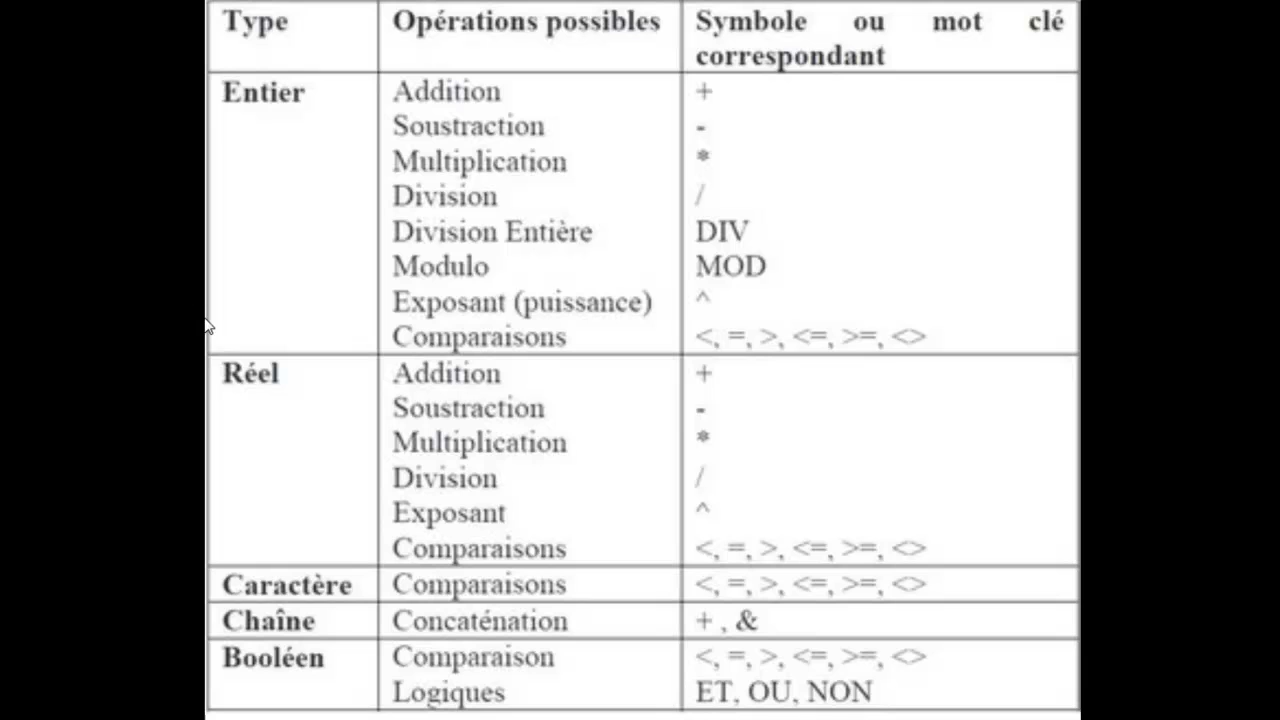 Type Opérations possibles Symbole ou mot clé
correspondant
Entier Addition +
Soustraction -
Multiplication *
Division /
Division Entière DIV
Modulo MOD
Exposant (puissance) ^
Comparaisons <, =, >, <=, >=, <>
Réel Addition +
Soustraction -
Multiplication *
Division /
Exposant ^
Comparaisons <, =, >, <=, >=, <>
Caractère Comparaisons <, =, >, <=, >=, <>
Chaîne Concaténation + , &
Booléen Comparaison <, =, >, <=, >=, <>
Logiques ET, OU, NON